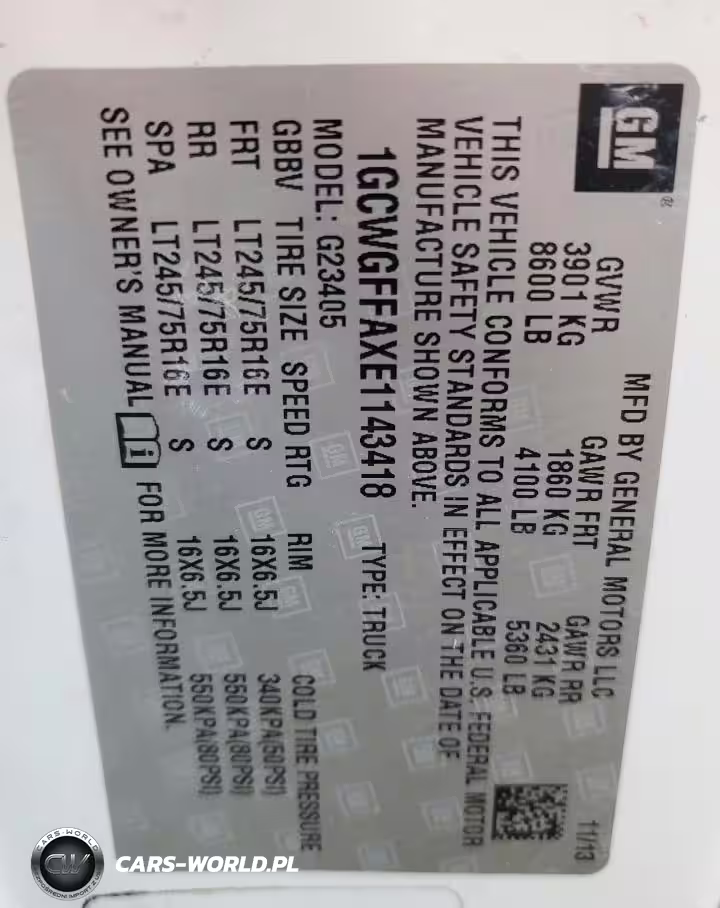 GM ®
MFD BY GENERAL MOTORS LLC 11/13
GVWR GAWR FRT GAWR RR
3901 KG 1860 KG 2431 KG
8600 LB 4100 LB 5360 LB
THIS VEHICLE CONFORMS TO ALL APPLICABLE U.S. FEDERAL MOTOR
VEHICLE SAFETY STANDARDS IN EFFECT ON THE DATE OF
MANUFACTURE SHOWN ABOVE.
1GCWGFFAXE1143418 TYPE: TRUCK
MODEL: G23405
GBBV TIRE SIZE SPEED RTG RIM COLD TIRE PRESSURE
FRT LT245/75R16E S 16X6.5J 340KPA(50PSI)
RR LT245/75R16E S 16X6.5J 550KPA(80PSI)
SPA LT245/75R16E S 16X6.5J 550KPA(80PSI)
SEE OWNER'S MANUAL FOR MORE INFORMATION.
CARS-WORLD
CW
CARS-WORLD.PL